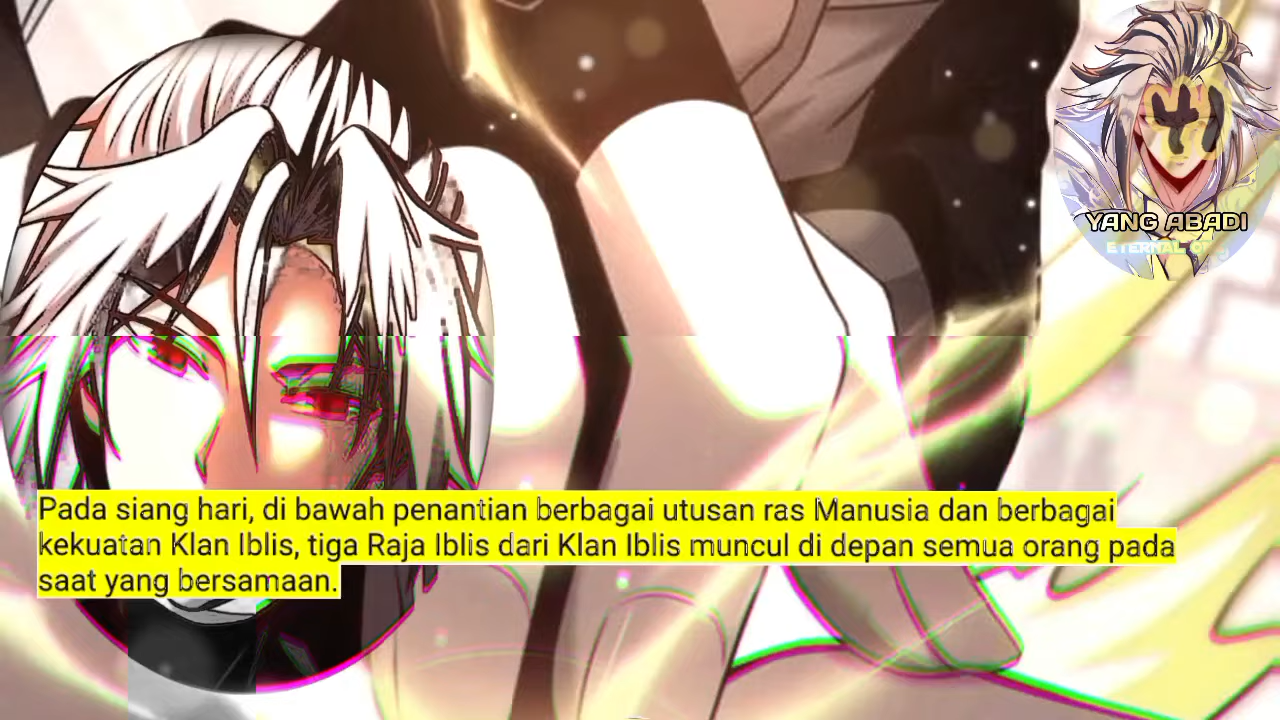 YANG ABADI
ETERNAL
Pada siang hari, di bawah penantian berbagai utusan ras Manusia dan berbagai
kekuatan Klan Iblis, tiga Raja Iblis dari Klan Iblis muncul di depan semua orang pada
saat yang bersamaan.